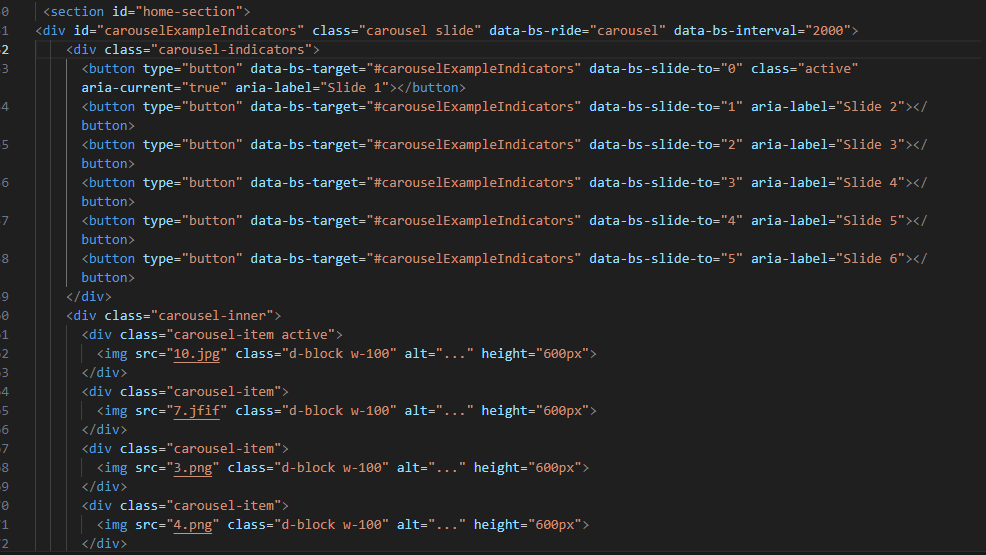 0 <section id="home-section">
1 <div id="carouselExampleIndicators" class="carousel slide" data-bs-ride="carousel" data-bs-interval="2000">
2 <div class="carousel-indicators">
3 <button type="button" data-bs-target="#carouselExampleIndicators" data-bs-slide-to="0" class="active"
aria-current="true" aria-label="Slide 1"></button>
4 <button type="button" data-bs-target="#carouselExampleIndicators" data-bs-slide-to="1" aria-label="Slide 2"></
button>
5 <button type="button" data-bs-target="#carouselExampleIndicators" data-bs-slide-to="2" aria-label="Slide 3"></
button>
6 <button type="button" data-bs-target="#carouselExampleIndicators" data-bs-slide-to="3" aria-label="Slide 4"></
button>
7 <button type="button" data-bs-target="#carouselExampleIndicators" data-bs-slide-to="4" aria-label="Slide 5"></
button>
8 <button type="button" data-bs-target="#carouselExampleIndicators" data-bs-slide-to="5" aria-label="Slide 6"></
button>
9 </div>
0 <div class="carousel-inner">
1 <div class="carousel-item active">
2 <img src="10.jpg" class="d-block w-100" alt="..." height="600px">
3 </div>
4 <div class="carousel-item">
5 <img src="7.jfif" class="d-block w-100" alt="..." height="600px">
6 </div>
7 <div class="carousel-item">
8 <img src="3.png" class="d-block w-100" alt="..." height="600px">
9 </div>
0 <div class="carousel-item">
1 <img src="4.png" class="d-block w-100" alt="..." height="600px">
2 </div>